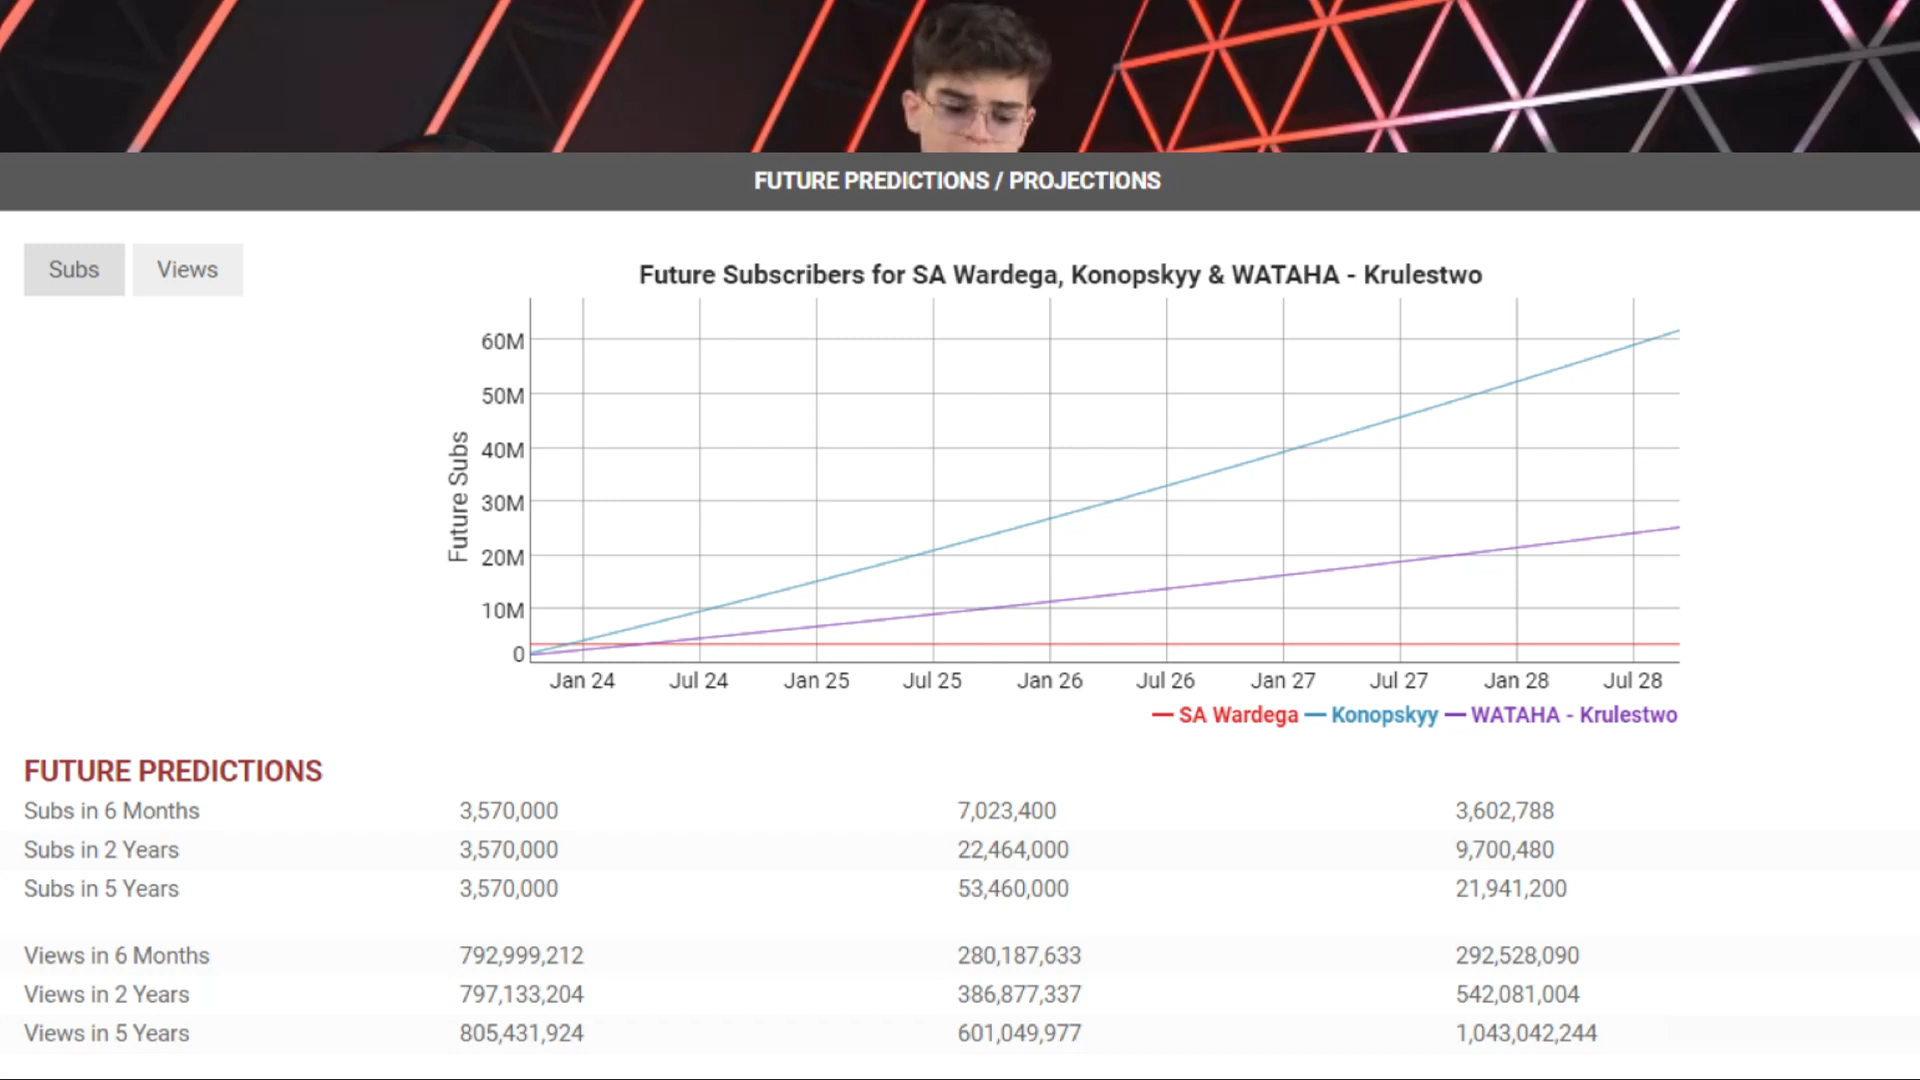 FUTURE PREDICTIONS / PROJECTIONS
Subs Views
Future Subscribers for SA Wardega, Konopskyy & WATAHA - Krulestwo
60M
50M
40M
30M
20M
10M
0
Future Subs
Jan 24 Jul 24 Jan 25 Jul 25 Jan 26 Jul 26 Jan 27 Jul 27 Jan 28 Jul 28
SA Wardega Konopskyy WATAHA - Krulestwo
FUTURE PREDICTIONS
Subs in 6 Months 3,570,000 7,023,400 3,602,788
Subs in 2 Years 3,570,000 22,464,000 9,700,480
Subs in 5 Years 3,570,000 53,460,000 21,941,200
Views in 6 Months 792,999,212 280,187,633 292,528,090
Views in 2 Years 797,133,204 386,877,337 542,081,004
Views in 5 Years 805,431,924 601,049,977 1,043,042,244